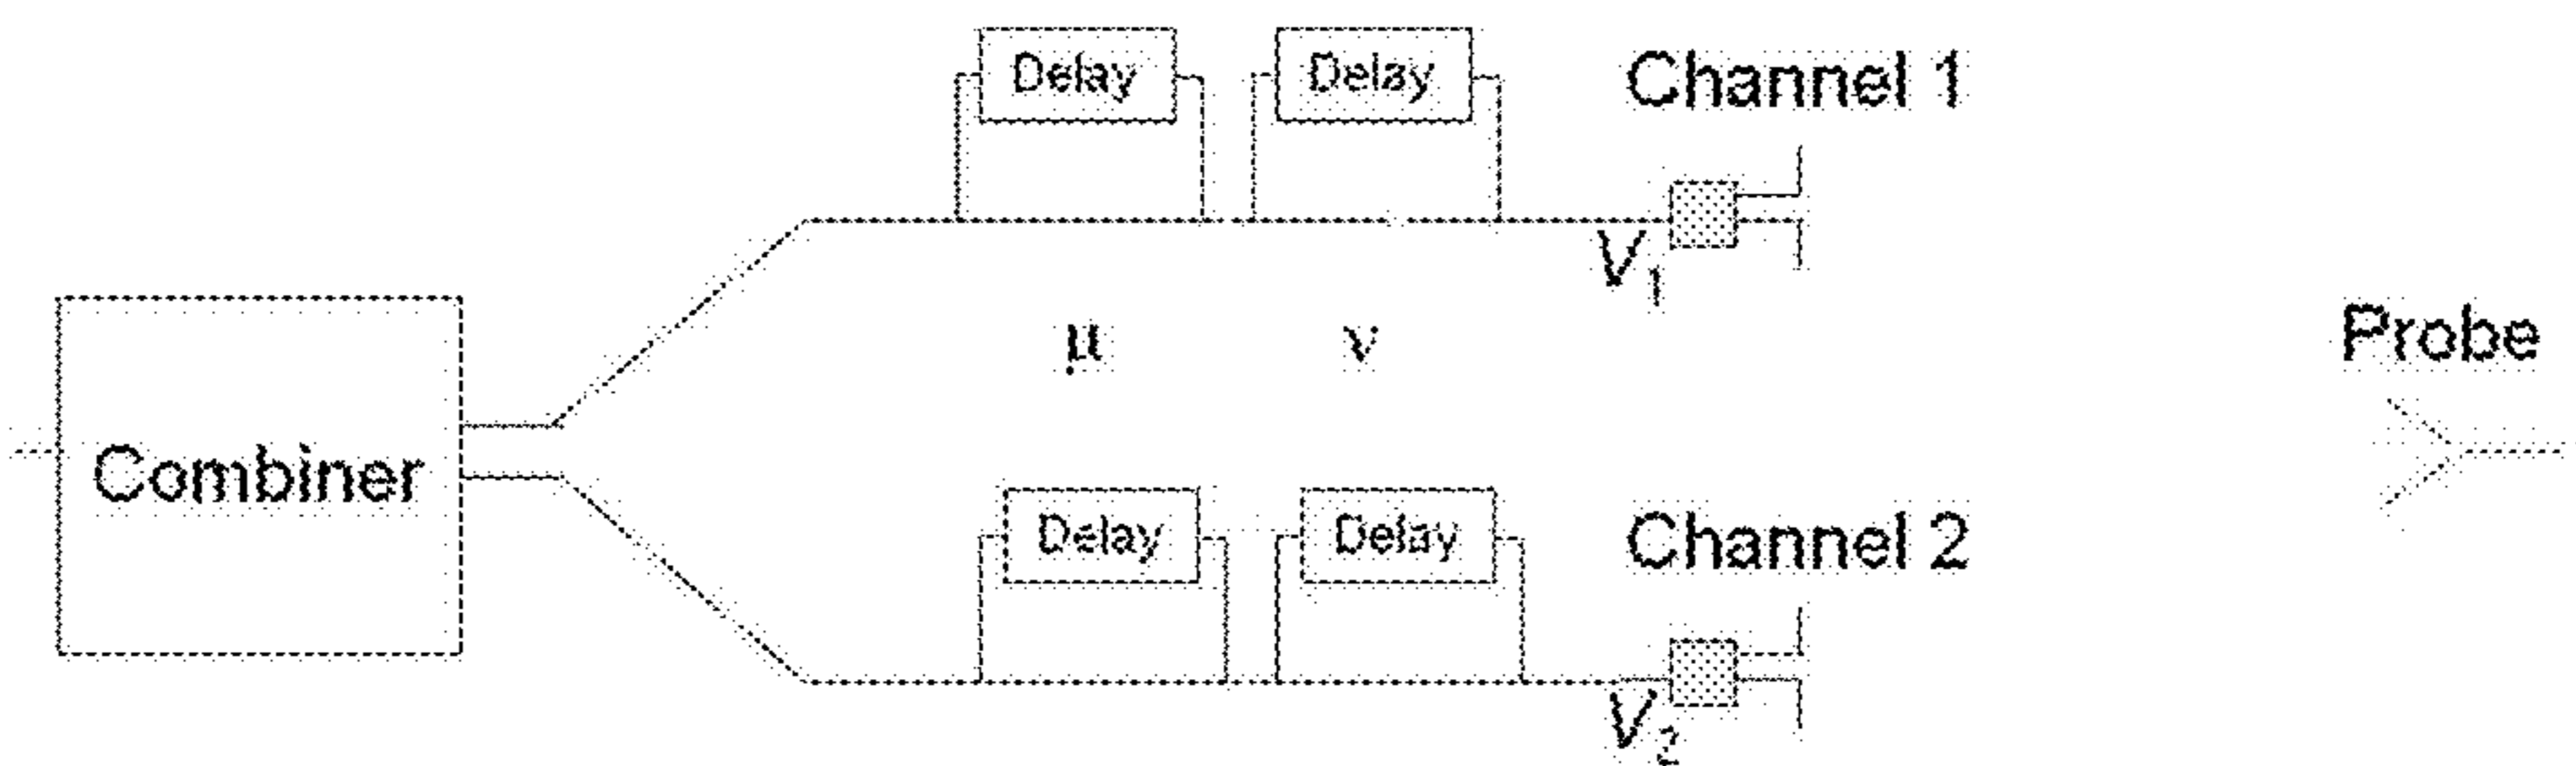 Delay
Delay
Channel 1
V1
μ
ν
Probe
Combiner
Delay
Delay
Channel 2
V2